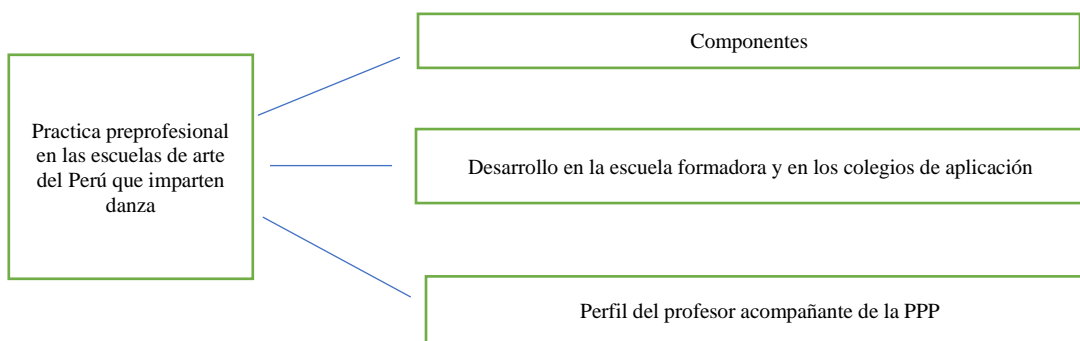 Componentes
Practica preprofesional
en las escuelas de arte
del Perú que imparten
danza
Desarrollo en la escuela formadora y en los colegios de aplicación
Perfil del profesor acompañante de la PPP